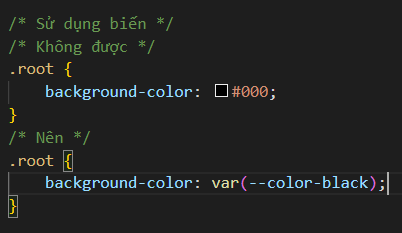 /* Sử dụng biến */
/* Không được */
.root {
    background-color: #000;
}
/* Nên */
.root {
    background-color: var(--color-black);
}